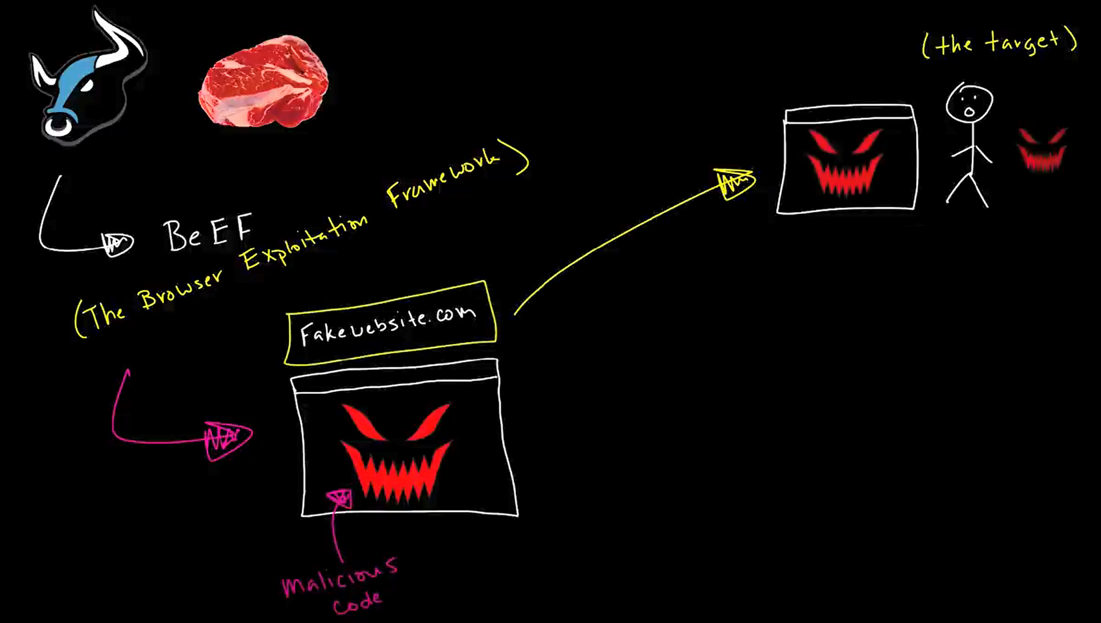 (the target)
BeEF
(The Browser Exploitation Framework)
Fakewebsite.com
Malicious
code